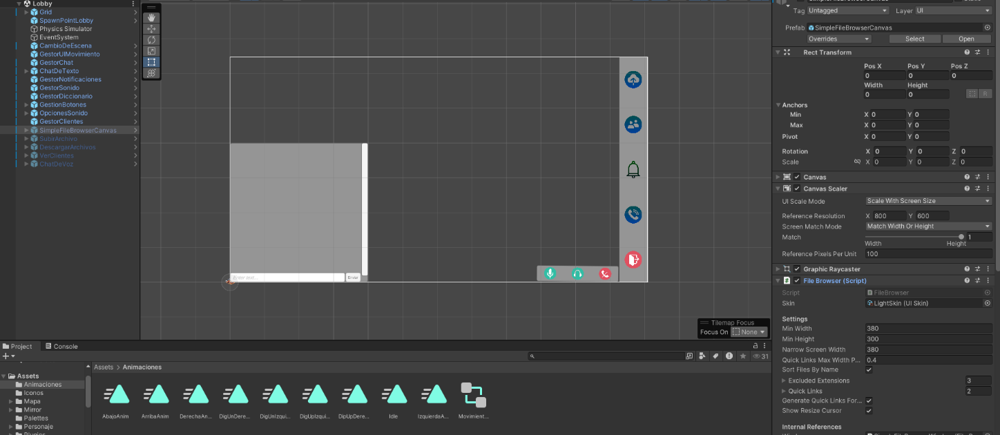 Lobby
Grid
SpawnPointLobby
Physics Simulator
EventSystem
CambioDeEscena
GestorUIMovimiento
GestorChat
ChatDeTexto
GestorNotificaciones
GestorSonido
GestorDiccionario
GestionBotones
OpcionesSonido
GestorClientes
SimpleFileBrowserCanvas
SubirArchivo
DescargarArchivos
VerClientes
ChatDeVoz
Enter text...
Enviar
Tilemap Focus
Focus On None
Tag Untagged Layer UI
Prefab SimpleFileBrowserCanvas
Overrides Select Open
Rect Transform
Pos X Pos Y Pos Z
0 0 0
Width Height
0 0 R
Anchors
Min X 0 Y 0
Max X 0 Y 0
Pivot X 0 Y 0
Rotation X 0 Y 0 Z 0
Scale X 0 Y 0 Z 0
Canvas
Canvas Scaler
UI Scale Mode Scale With Screen Size
Reference Resolution X 800 Y 600
Screen Match Mode Match Width Or Height
Match 1
Width Height
Reference Pixels Per Unit 100
Graphic Raycaster
File Browser (Script)
Script FileBrowser
Skin LightSkin (UI Skin)
Settings
Min Width 380
Min Height 300
Narrow Screen Width 380
Quick Links Max Width P... 0.4
Sort Files By Name
Excluded Extensions 3
Quick Links 2
Generate Quick Links For...
Show Resize Cursor
Internal References
Project Console
31
Assets > Animaciones
Assets
Animaciones
Iconos
Mapa
Mirror
Palettes
Personaje
Plugins
AbajoAnim ArribaAnim DerechaAn... DigUnDere... DigUnIzqui... DigUpIzqui... DipUpDere... Idle IzquierdaA... Movimient...